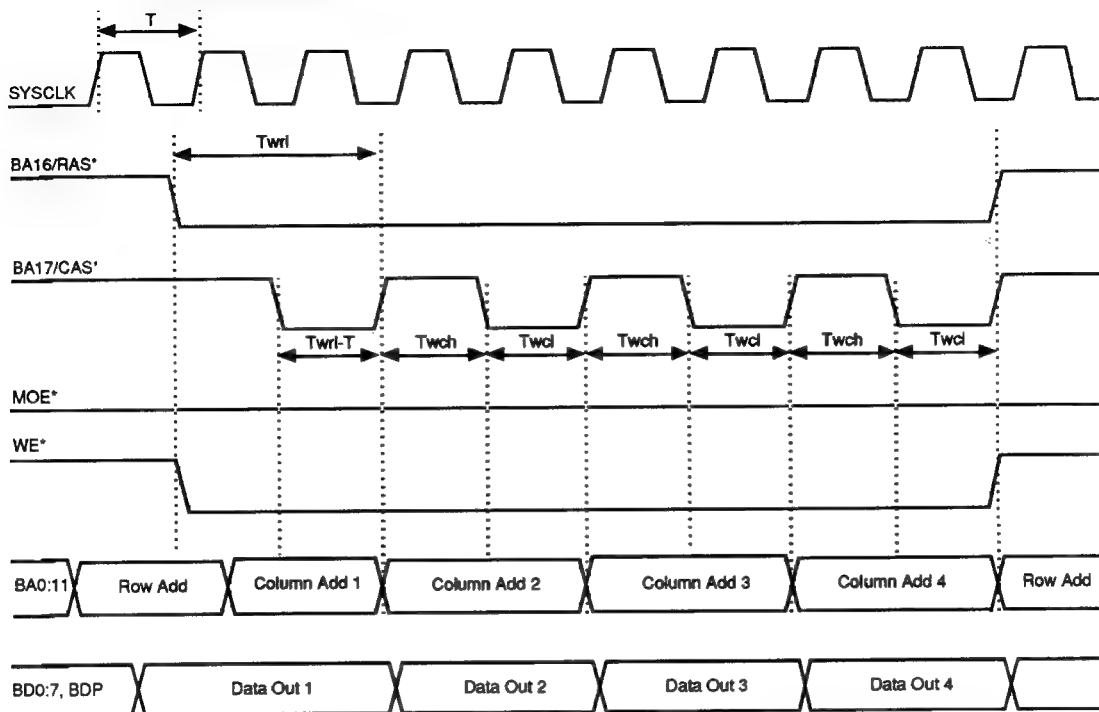 T
SYSCLK
Twrl
BA16/RAS*
BA17/CAS*
Twrl-T Twch Twcl Twch Twcl Twch Twcl
MOE*
WE*
BA0:11 Row Add Column Add 1 Column Add 2 Column Add 3 Column Add 4 Row Add
BD0:7, BDP Data Out 1 Data Out 2 Data Out 3 Data Out 4